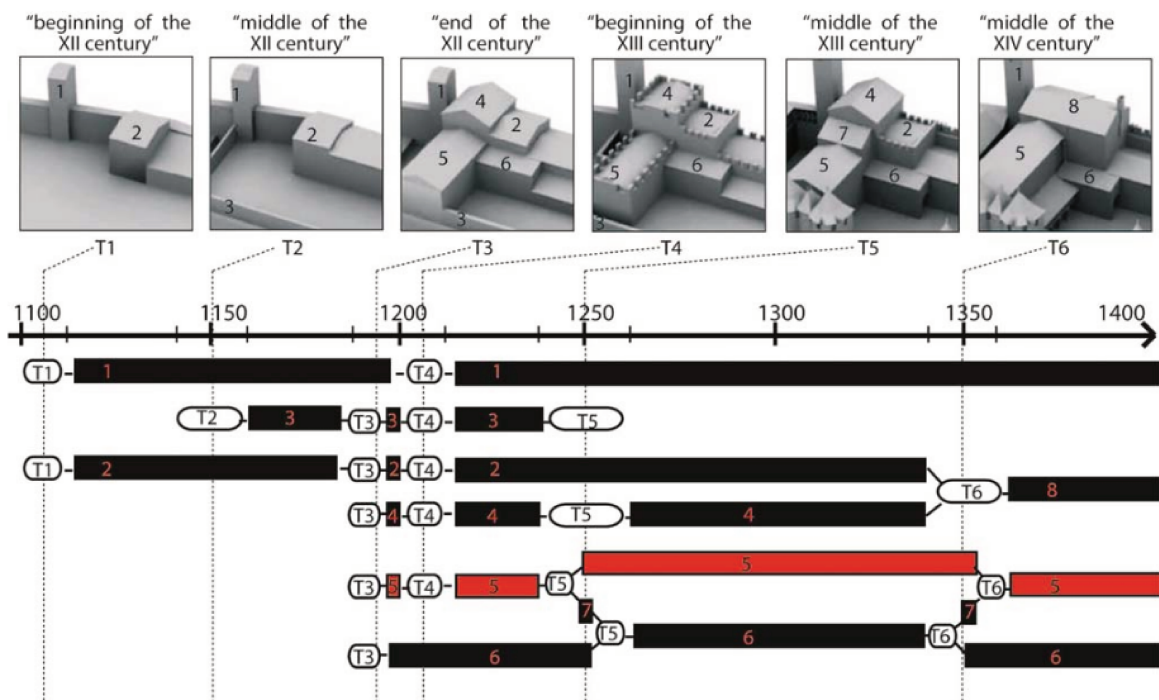 "beginning of the XII century"
"middle of the XII century"
"end of the XII century"
"beginning of the XIII century"
"middle of the XIII century"
"middle of the XIV century"
1 2
1 2 3
1 4 2 5 6 3
1 4 2 5 6 3
1 4 7 2 5 6
1 8 5 6
T1 T2 T3 T4 T5 T6
1100 1150 1200 1250 1300 1350 1400
T1 1 T4 1
T2 3 T3 3 T4 3 T5
T1 2 T3 2 T4 2
T6 8
T3 4 T4 4 T5 4
5
T3 5 T4 5 T5 T6 5
7 7
T5 6 T6
T3 6 6